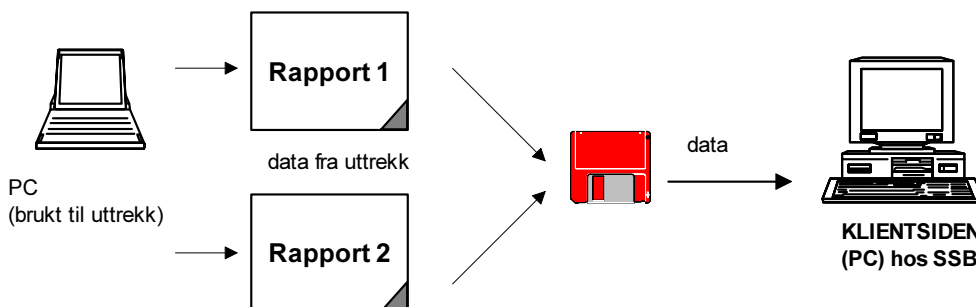 Rapport 1
data fra uttrekk
PC
(brukt til uttrekk)
Rapport 2
data
KLIENTSIDEN
(PC) hos SSB